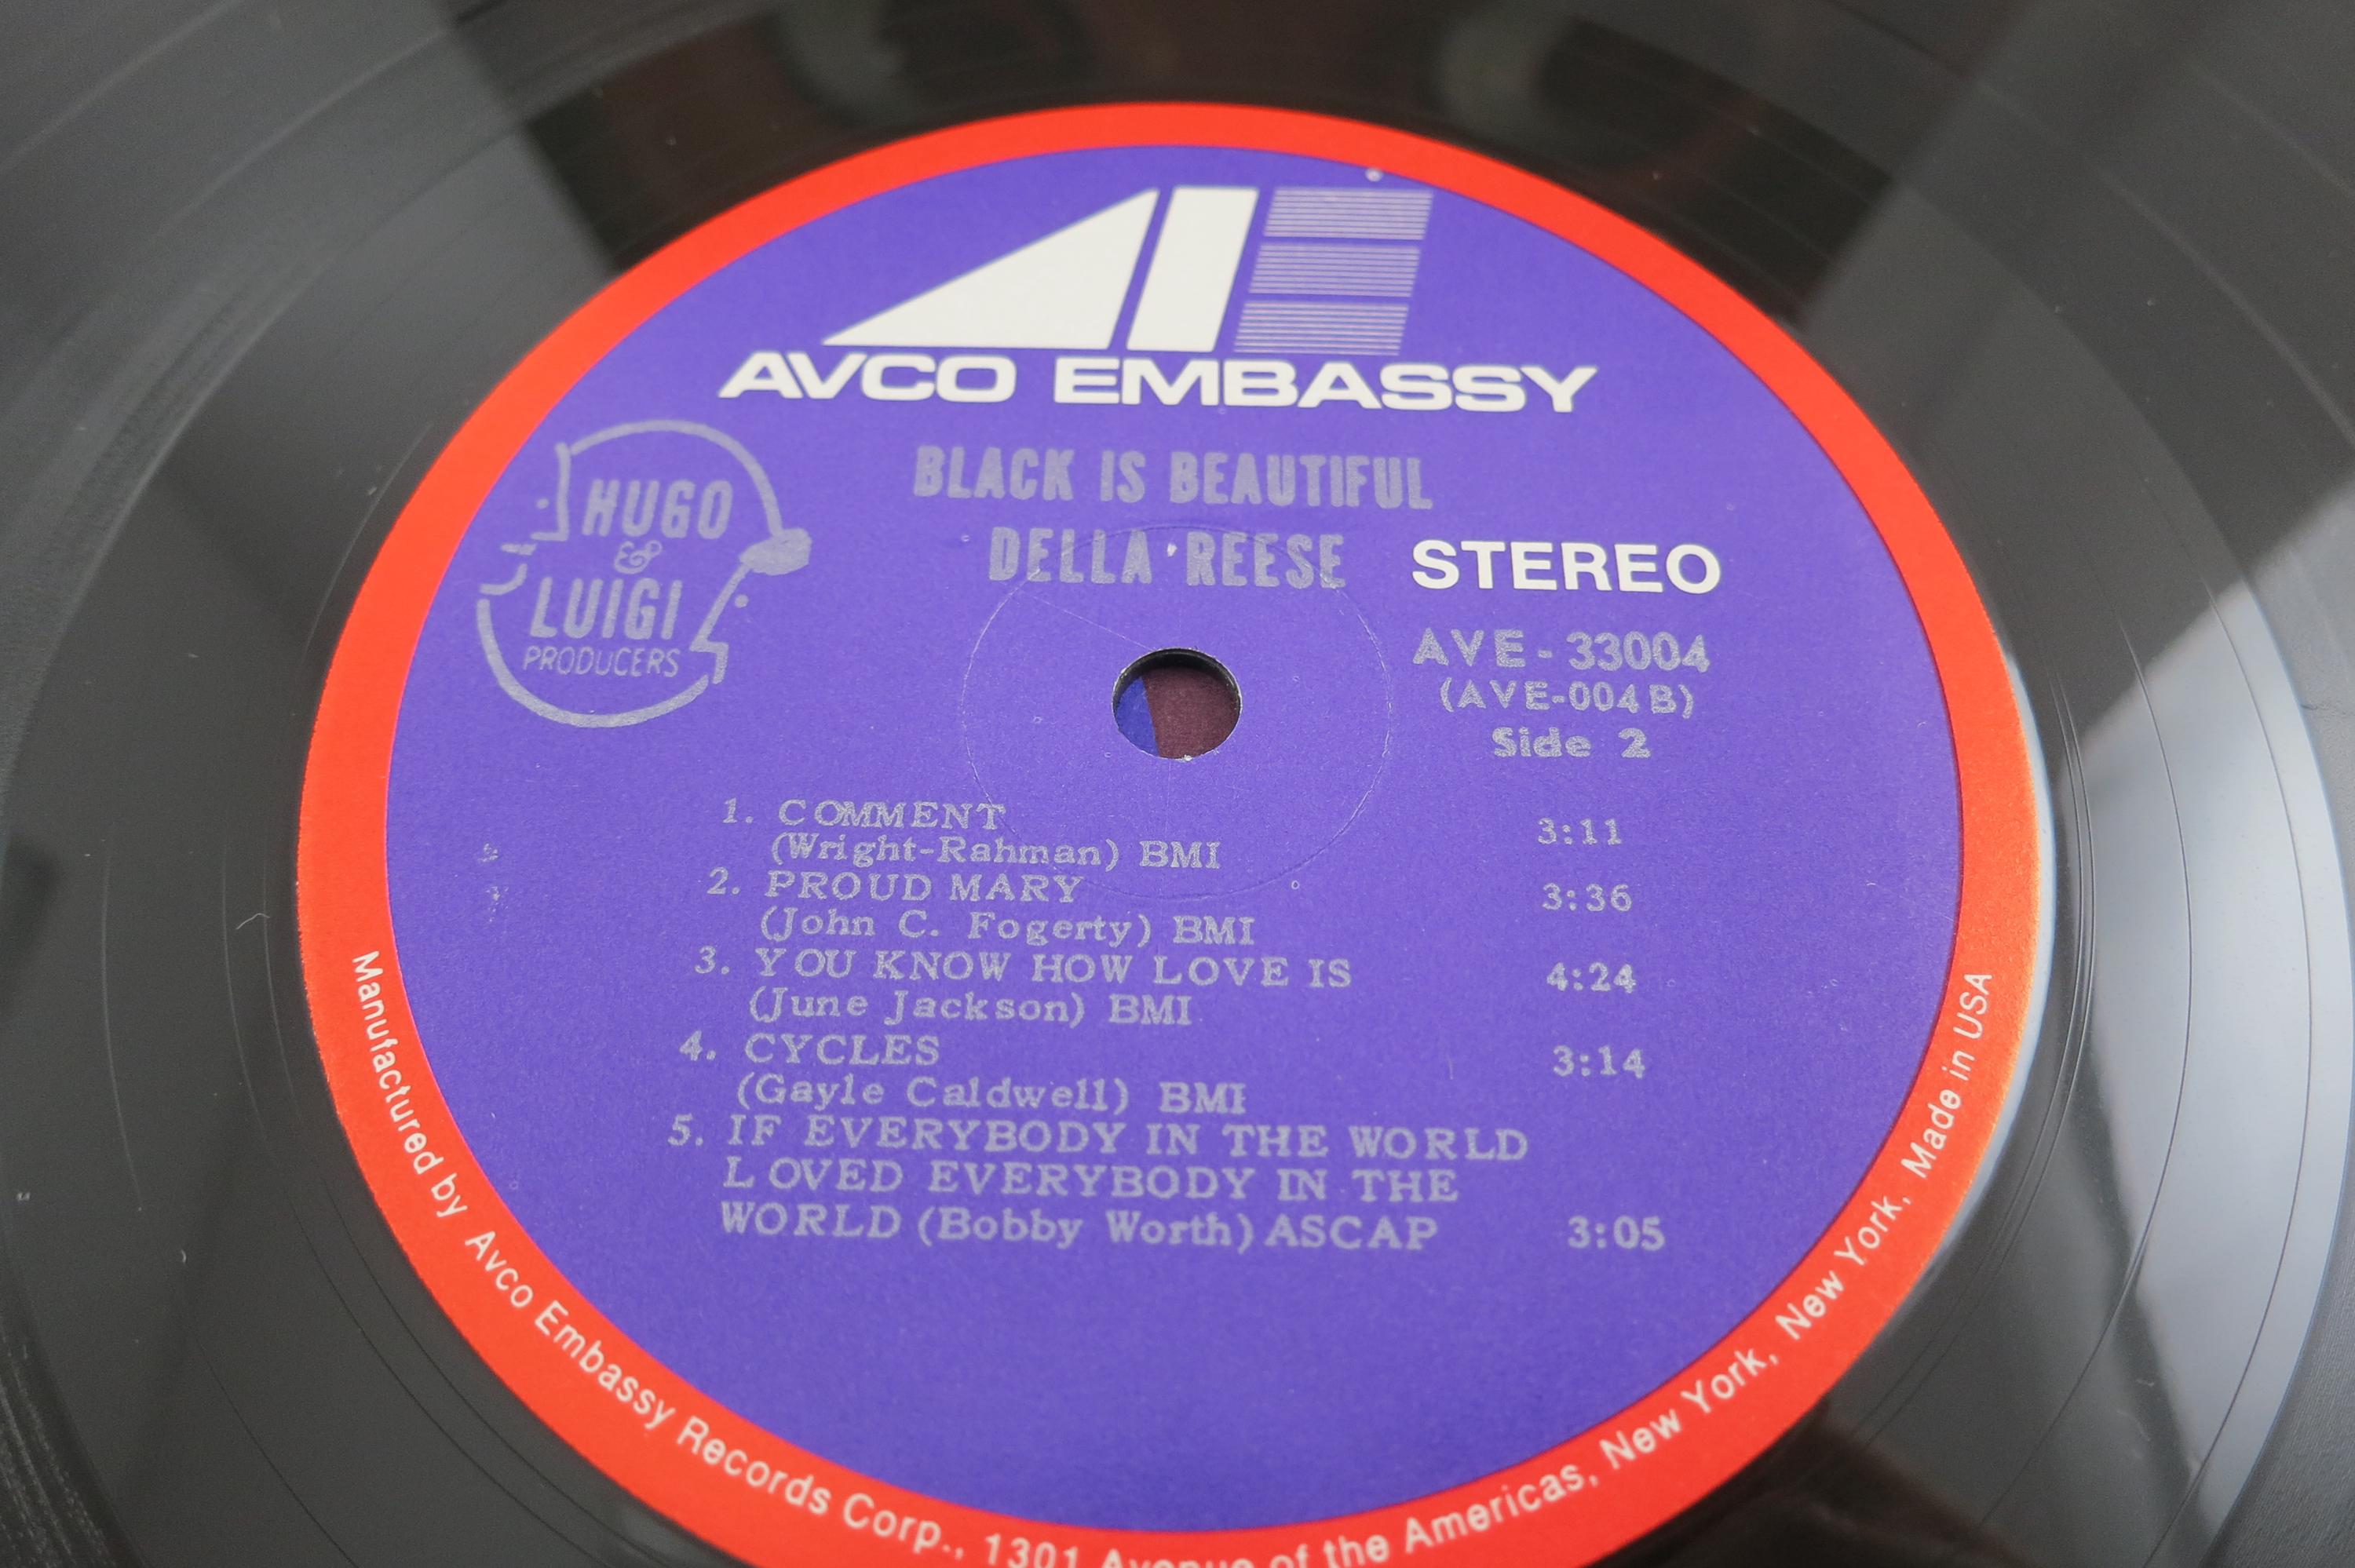 AVCO EMBASSY
HUGO
&
LUIGI
PRODUCERS
BLACK IS BEAUTIFUL
DELLA REESE
STEREO
AVE-33004
(AVE-004B)
Side 2
1. COMMENT
(Wright-Rahman) BMI 3:11
2. PROUD MARY 3:36
(John C. Fogerty) BMI
3. YOU KNOW HOW LOVE IS 4:24
(June Jackson) BMI
4. CYCLES 3:14
(Gayle Caldwell) BMI
5. IF EVERYBODY IN THE WORLD
LOVED EVERYBODY IN THE
WORLD (Bobby Worth) ASCAP 3:05
Manufactured by Avco Embassy Records Corp., 1301 Avenue of the Americas, New York, New York, Made in USA